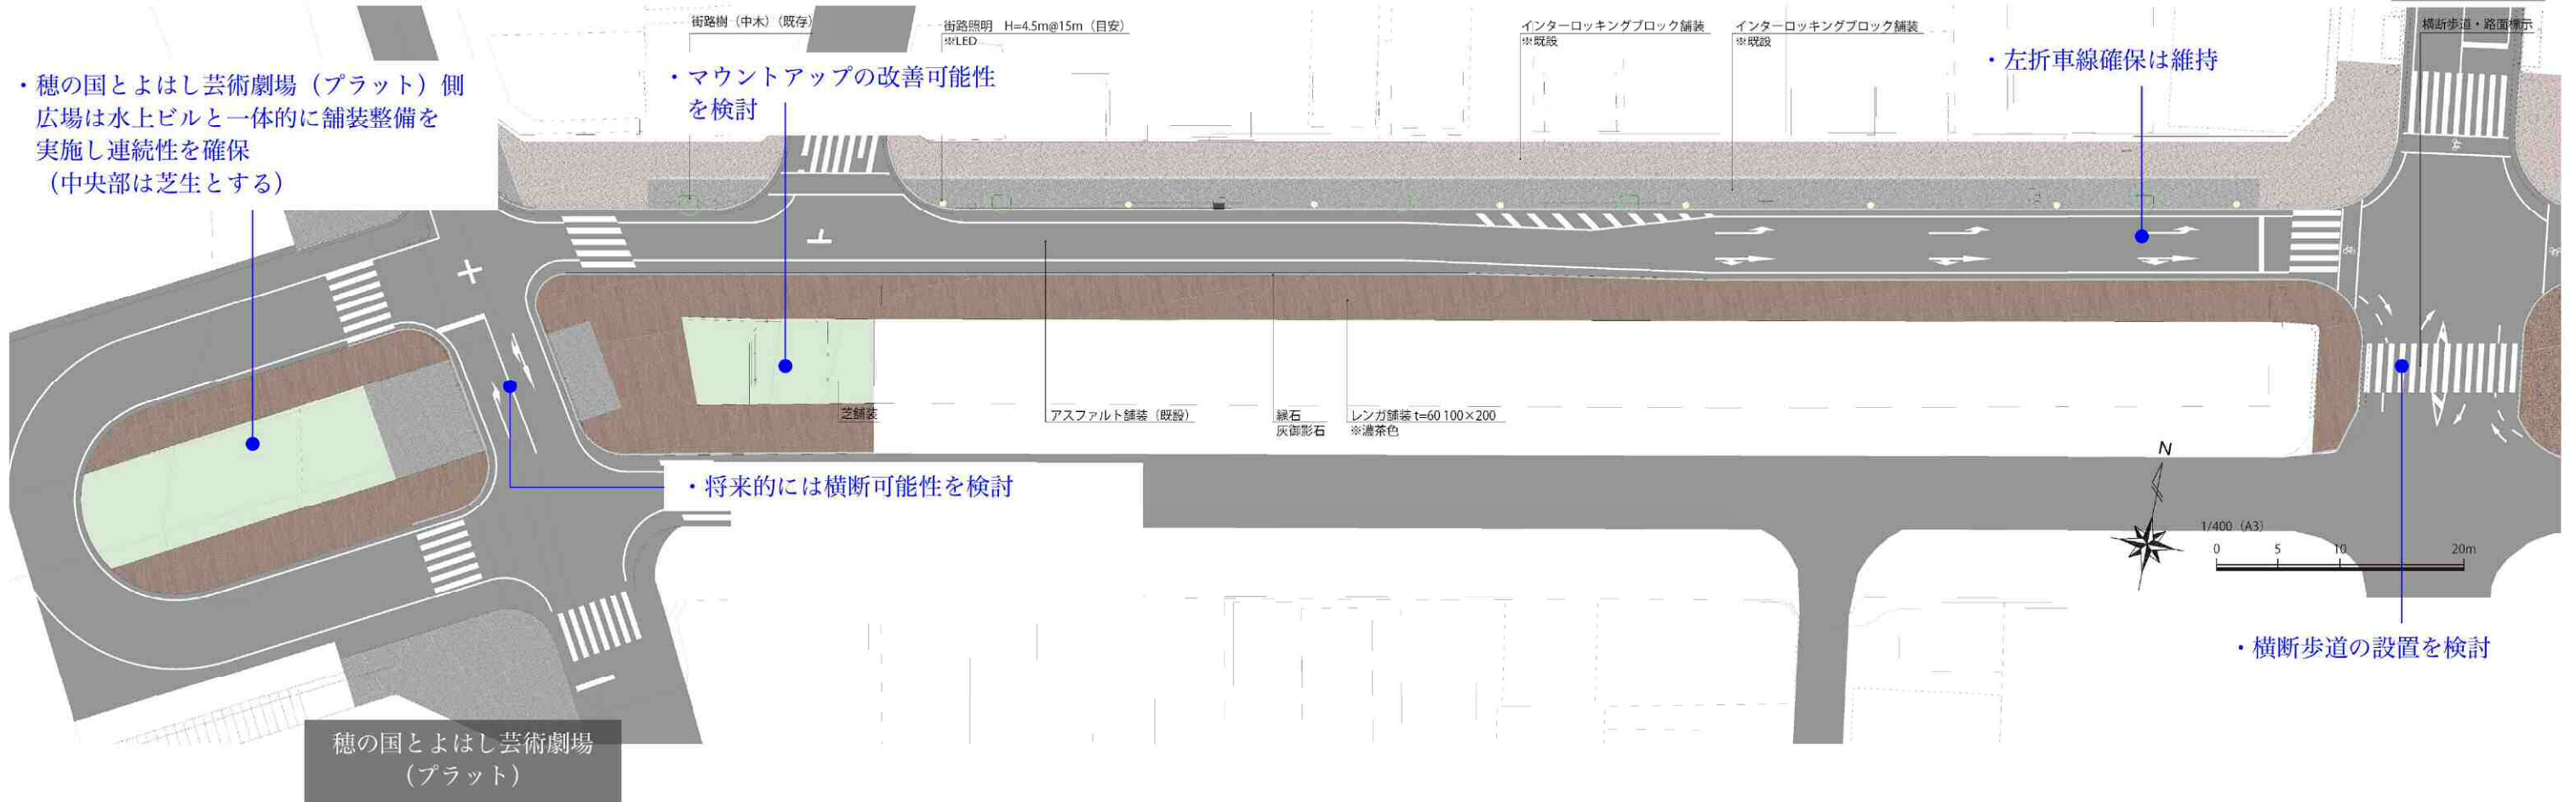 街路樹（中木）（既存）
街路照明　H=4.5m@15m（目安）
※LED
インターロッキングブロック舗装
※既設
インターロッキングブロック舗装
※既設
横断歩道・路面標示
・穂の国とよはし芸術劇場（プラット）側
広場は水上ビルと一体的に舗装整備を
実施し連続性を確保
（中央部は芝生とする）
・マウントアップの改善可能性
を検討
・左折車線確保は維持
芝舗装
アスファルト舗装（既設）
縁石
灰御影石
レンガ舗装 t=60 100×200
※濃茶色
・将来的には横断可能性を検討
N
1/400（A3）
0 5 10 20m
・横断歩道の設置を検討
穂の国とよはし芸術劇場
（プラット）